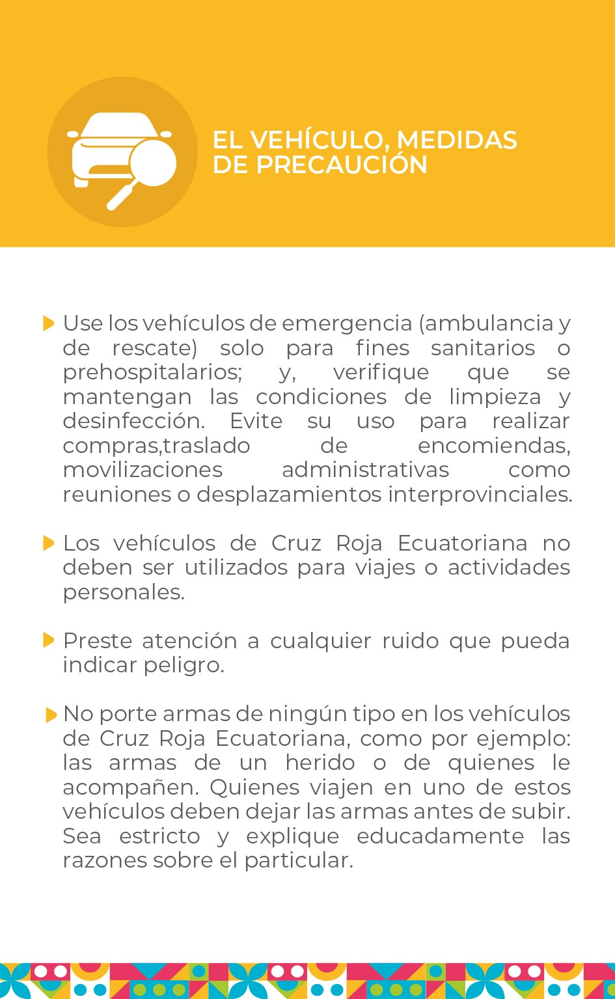 EL VEHÍCULO, MEDIDAS
DE PRECAUCIÓN
Use los vehículos de emergencia (ambulancia y
de rescate) solo para fines sanitarios o
prehospitalarios; y, verifique que se
mantengan las condiciones de limpieza y
desinfección. Evite su uso para realizar
compras,traslado de encomiendas,
movilizaciones administrativas como
reuniones o desplazamientos interprovinciales.
Los vehículos de Cruz Roja Ecuatoriana no
deben ser utilizados para viajes o actividades
personales.
Preste atención a cualquier ruido que pueda
indicar peligro.
No porte armas de ningún tipo en los vehículos
de Cruz Roja Ecuatoriana, como por ejemplo:
las armas de un herido o de quienes le
acompañen. Quienes viajen en uno de estos
vehículos deben dejar las armas antes de subir.
Sea estricto y explique educadamente las
razones sobre el particular.